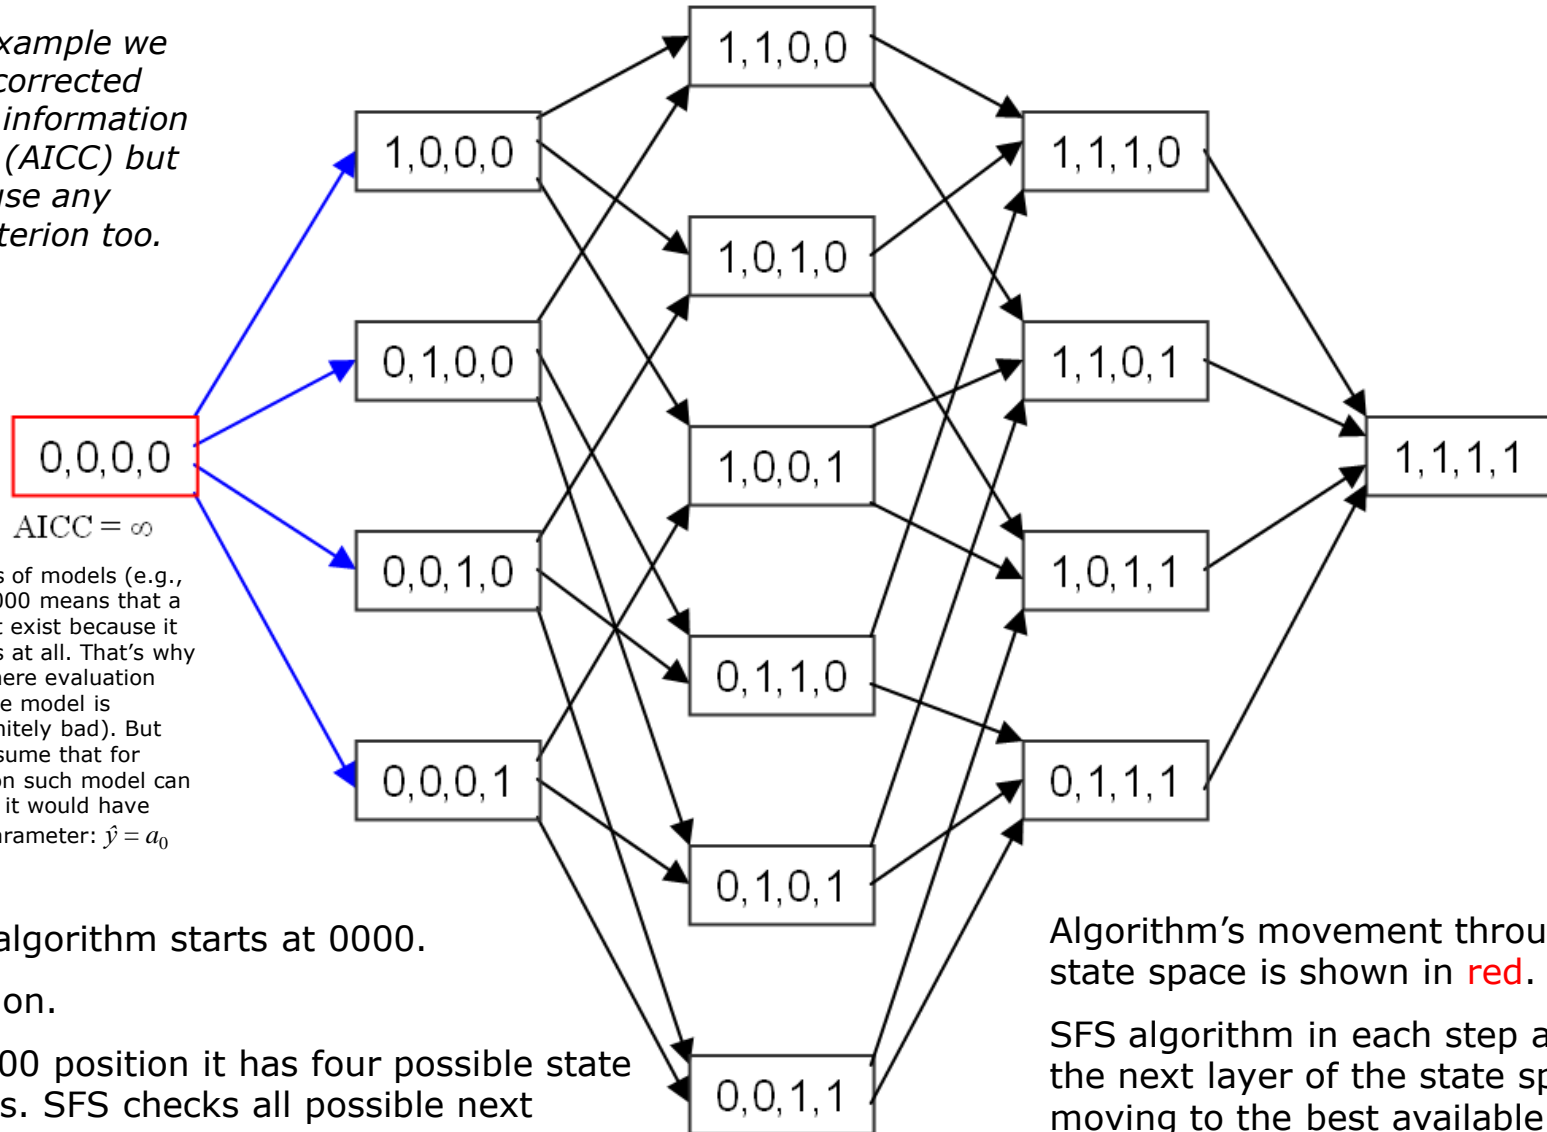 xample we
corrected
information
(AICC) but
use any
terion too.
1,1,0,0
1,0,0,0
1,1,1,0
1,0,1,0
0,1,0,0
1,1,0,1
0,0,0,0
1,0,0,1
1,1,1,1
AICC = ∞
0,0,1,0
1,0,1,1
s of models (e.g.,
000 means that a
t exist because it
s at all. That's why
here evaluation
e model is
nitely bad). But
sume that for
on such model can
it would have
arameter: ŷ = a₀
0,1,1,0
0,0,0,1
0,1,1,1
0,1,0,1
algorithm starts at 0000.
on.
00 position it has four possible state
s. SFS checks all possible next
0,0,1,1
Algorithm's movement throu
state space is shown in red.
SFS algorithm in each step a
the next layer of the state sp
moving to the best available